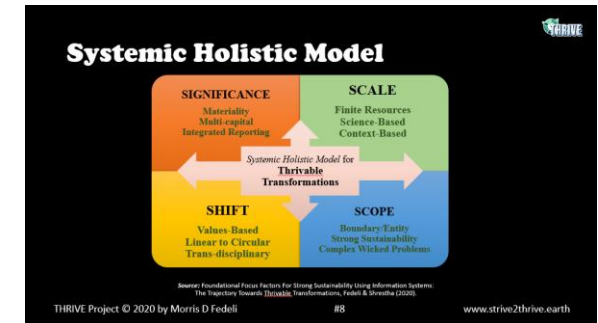 THRIVE
Systemic Holistic Model
SIGNIFICANCE
Materiality
Multi-capital
Integrated Reporting
SCALE
Finite Resources
Science-Based
Context-Based
Systemic Holistic Model for
Thrivable
Transformations
SHIFT
Values-Based
Linear to Circular
Trans-disciplinary
SCOPE
Boundary/Entity
Strong Sustainability
Complex Wicked Problems
Source: Foundational Focus Factors For Strong Sustainability Using Information Systems:
The Trajectory Towards Thrivable Transformations, Fedeli & Shrestha (2020).
THRIVE Project © 2020 by Morris D Fedeli #8 www.strive2thrive.earth